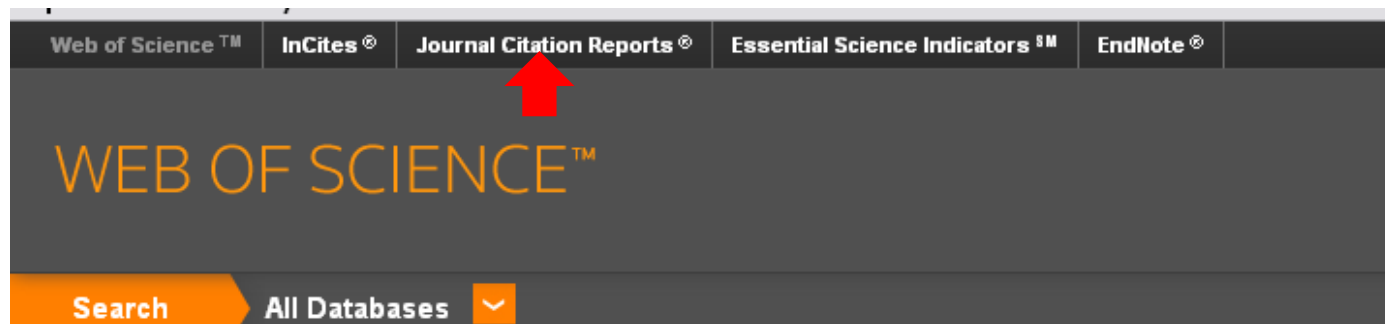 Web of Science ™ InCites ® Journal Citation Reports ® Essential Science Indicators ℠ EndNote ®
WEB OF SCIENCE™
Search All Databases